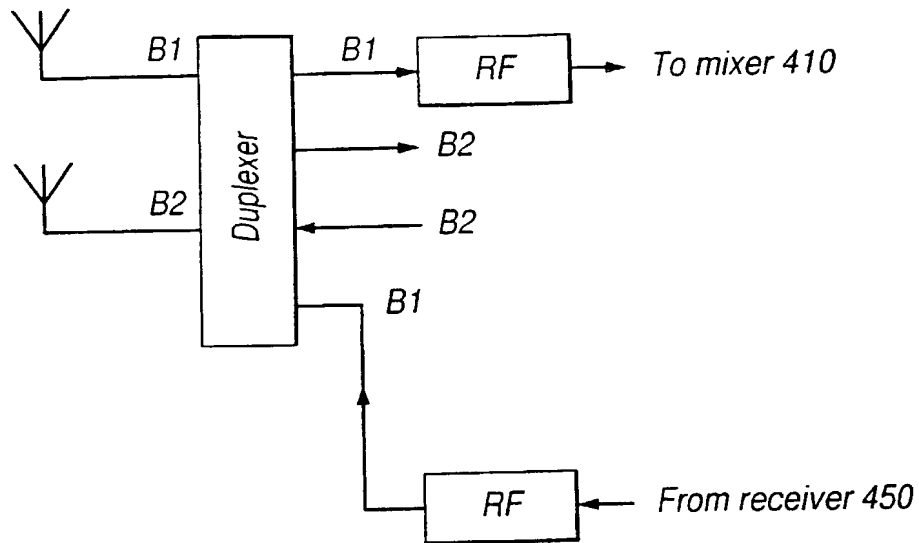 B1
B1
RF
To mixer 410
B2
B2
Duplexer
B2
B1
RF
From receiver 450